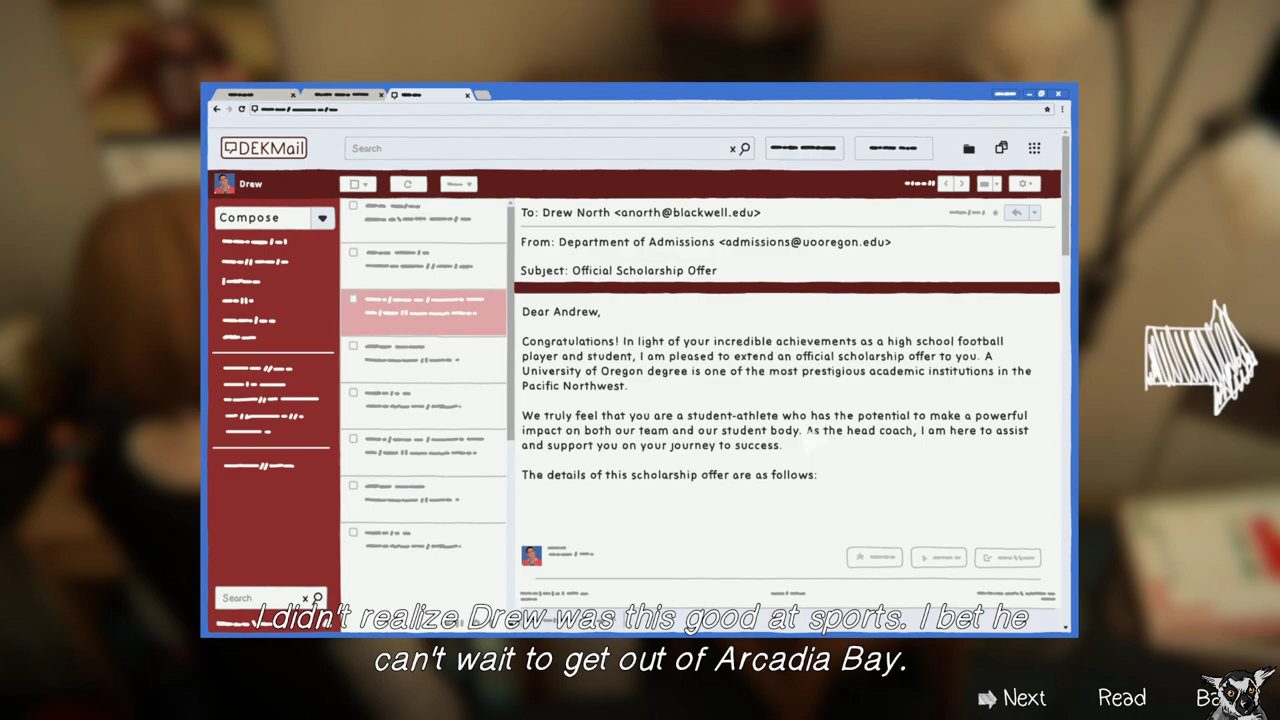 DEKMail
Search
x
Drew
Compose
To: Drew North <anorth@blackwell.edu>
From: Department of Admissions <admissions@uooregon.edu>
Subject: Official Scholarship Offer
Dear Andrew,
Congratulations! In light of your incredible achievements as a high school football
player and student, I am pleased to extend an official scholarship offer to you. A
University of Oregon degree is one of the most prestigious academic institutions in the
Pacific Northwest.
We truly feel that you are a student-athlete who has the potential to make a powerful
impact on both our team and our student body. As the head coach, I am here to assist
and support you on your journey to success.
The details of this scholarship offer are as follows:
Search
x
I didn't realize Drew was this good at sports. I bet he
can't wait to get out of Arcadia Bay.
Next Read